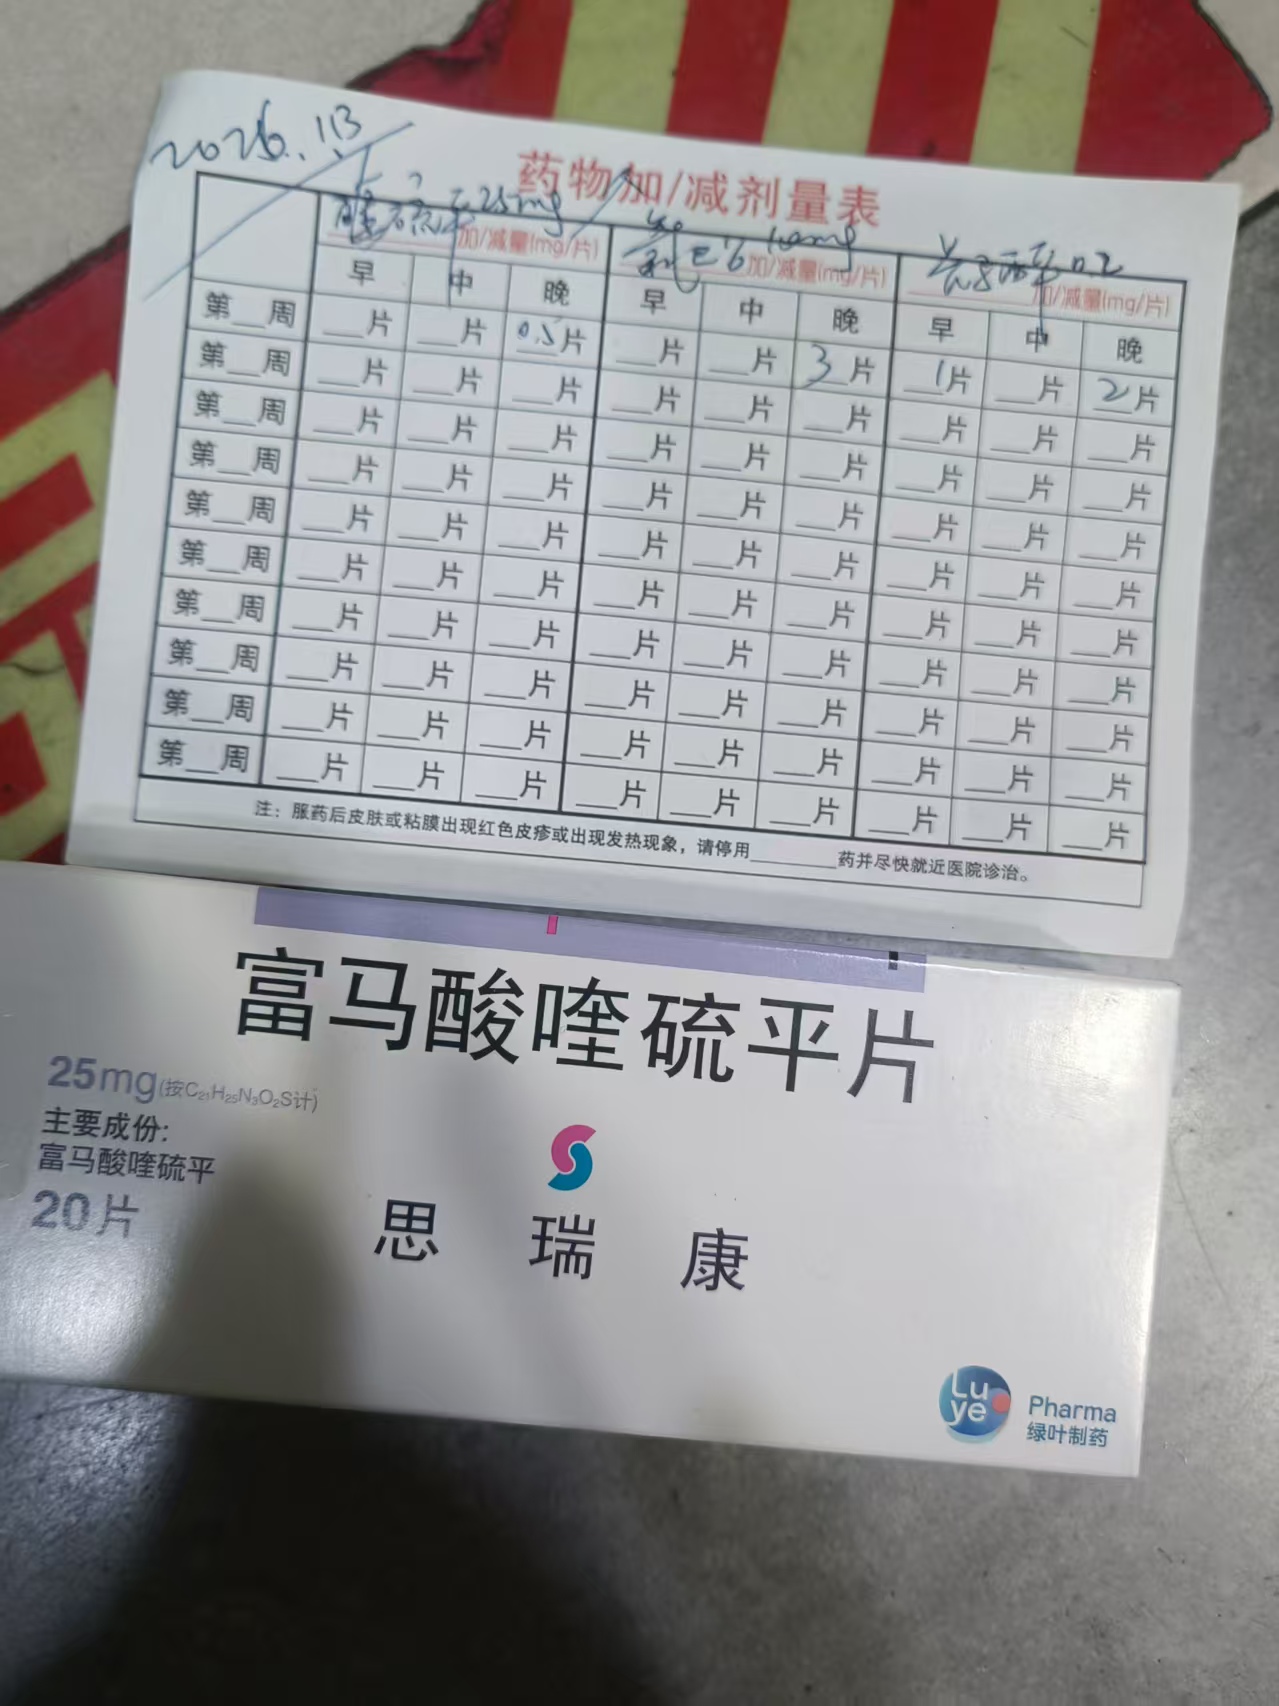 2026.1.13
药物加/减剂量表
喹硫平25mg 加/减量(mg/片) 氯巴占10mg 加/减量(mg/片) 0.2 加/减量(mg/片)
早 中 晚 早 中 晚 早 中 晚
第__周 __片 __片 0.5片 __片 __片 3片 1片 __片 2片
第__周 __片 __片 __片 __片 __片 __片 __片 __片 __片
第__周 __片 __片 __片 __片 __片 __片 __片 __片 __片
第__周 __片 __片 __片 __片 __片 __片 __片 __片 __片
第__周 __片 __片 __片 __片 __片 __片 __片 __片 __片
第__周 __片 __片 __片 __片 __片 __片 __片 __片 __片
第__周 __片 __片 __片 __片 __片 __片 __片 __片 __片
第__周 __片 __片 __片 __片 __片 __片 __片 __片 __片
第__周 __片 __片 __片 __片 __片 __片 __片 __片 __片
第__周 __片 __片 __片 __片 __片 __片 __片 __片 __片
注：服药后皮肤或粘膜出现红色皮疹或出现发热现象，请停用________药并尽快就近医院诊治。
富马酸喹硫平片
25mg(按C₂₁H₂₅N₃O₂S计)
主要成份：
富马酸喹硫平
20片
思瑞康
Luye Pharma
绿叶制药